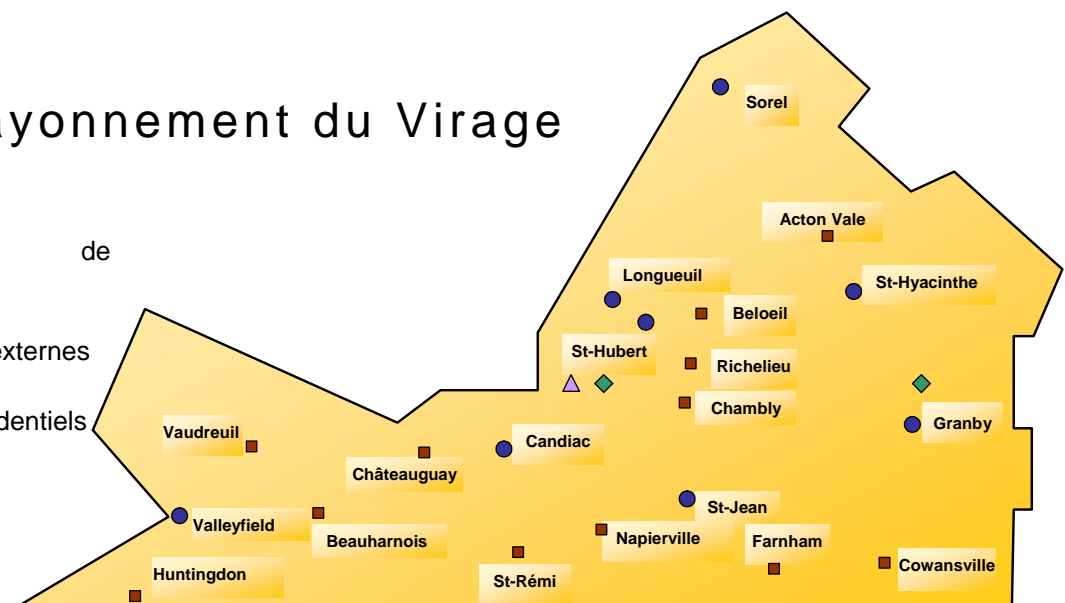 ayonnement du Virage
de
externes
dentiels
Sorel
Acton Vale
Longueuil
St-Hyacinthe
Beloeil
St-Hubert
Richelieu
Chambly
Granby
Vaudreuil
Candiac
Châteauguay
St-Jean
Valleyfield
Beauharnois
Napierville
Farnham
Cowansville
Huntingdon
St-Rémi